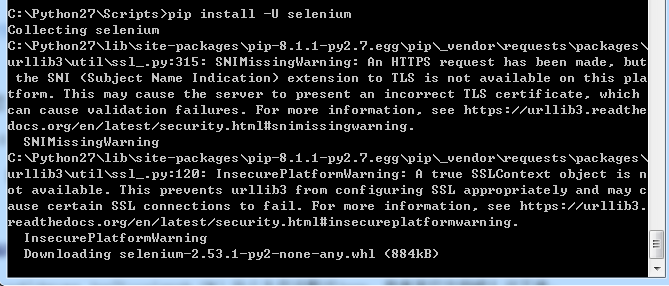 C:\Python27\Scripts>pip install -U selenium
Collecting selenium
C:\Python27\lib\site-packages\pip-8.1.1-py2.7.egg\pip\_vendor\requests\packages\
urllib3\util\ssl_.py:315: SNIMissingWarning: An HTTPS request has been made, but
 the SNI (Subject Name Indication) extension to TLS is not available on this pla
tform. This may cause the server to present an incorrect TLS certificate, which
can cause validation failures. For more information, see https://urllib3.readthe
docs.org/en/latest/security.html#snimissingwarning.
  SNIMissingWarning
C:\Python27\lib\site-packages\pip-8.1.1-py2.7.egg\pip\_vendor\requests\packages\
urllib3\util\ssl_.py:120: InsecurePlatformWarning: A true SSLContext object is n
ot available. This prevents urllib3 from configuring SSL appropriately and may c
ause certain SSL connections to fail. For more information, see https://urllib3.
readthedocs.org/en/latest/security.html#insecureplatformwarning.
  InsecurePlatformWarning
  Downloading selenium-2.53.1-py2-none-any.whl (884kB)